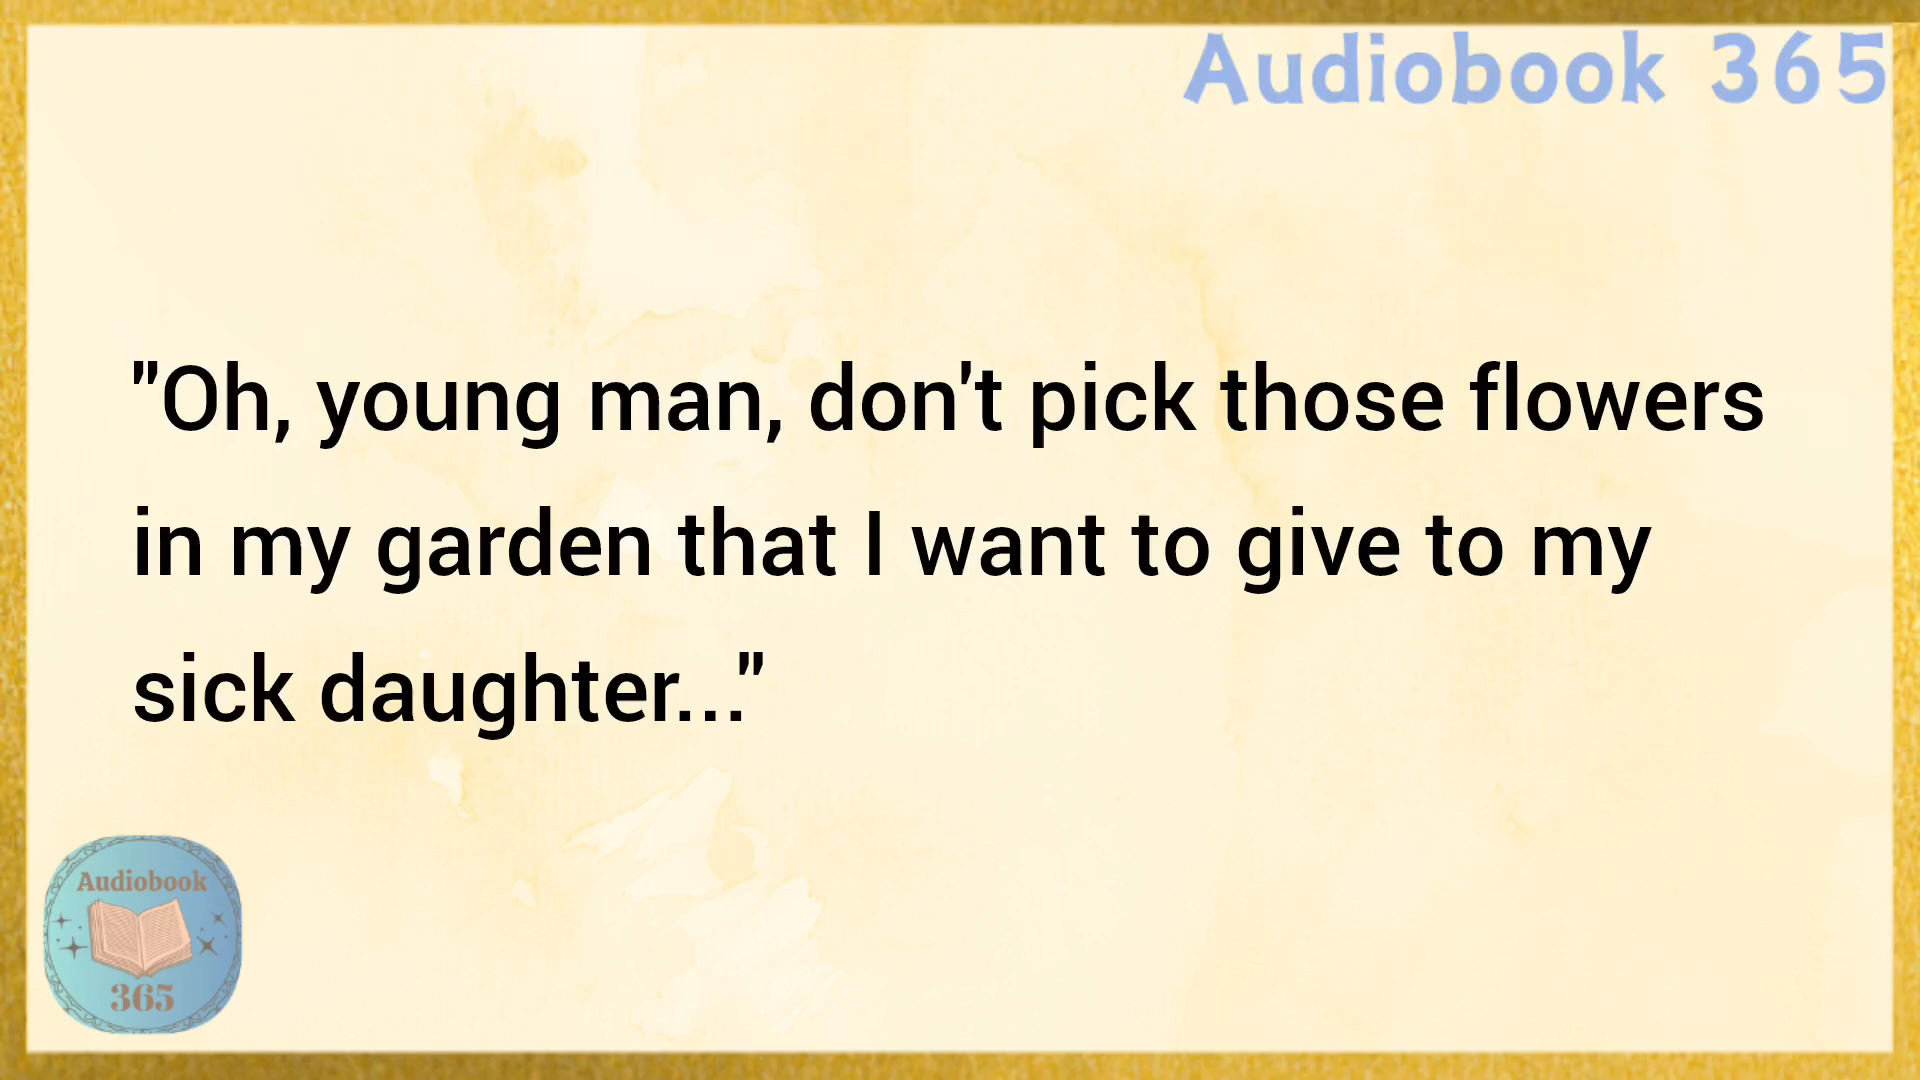 Audiobook 365
"Oh, young man, don't pick those flowers
in my garden that I want to give to my
sick daughter..."
Audiobook
365